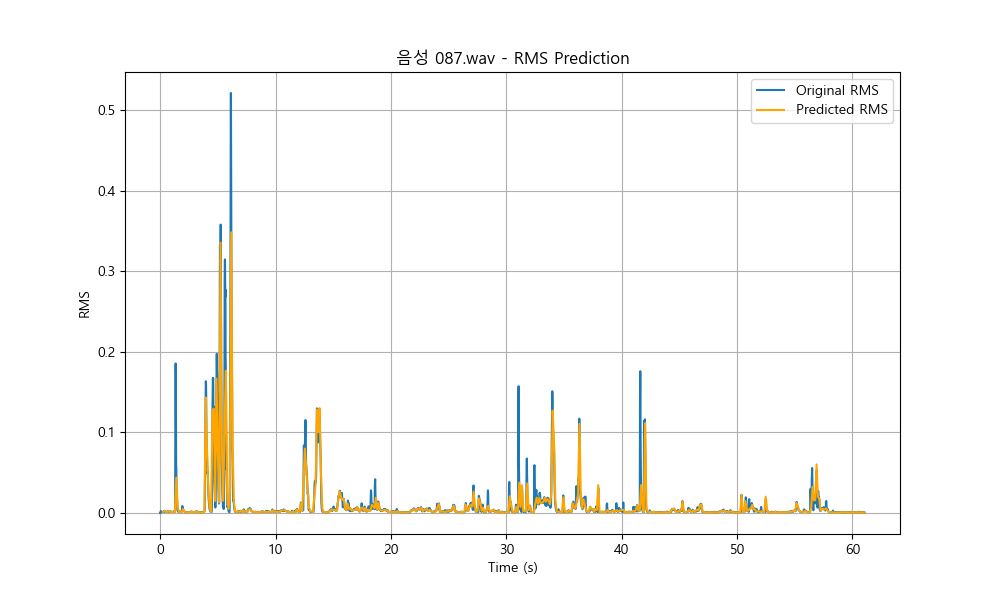 음성 087.wav - RMS Prediction
Original RMS
Predicted RMS
RMS
0.5
0.4
0.3
0.2
0.1
0.0
0 10 20 30 40 50 60
Time (s)